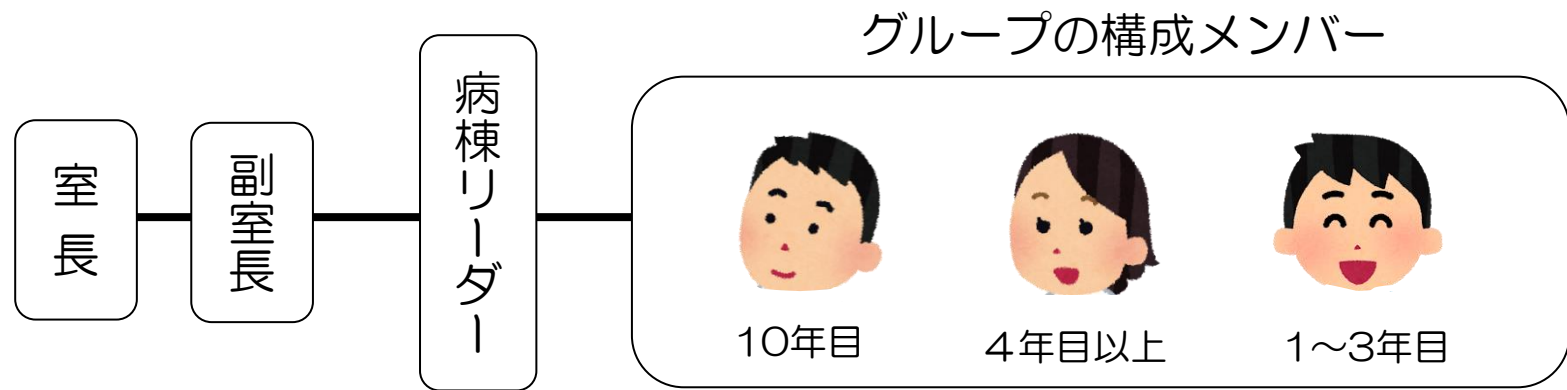 グループの構成メンバー
室長
副室長
病棟リーダー
10年目
4年目以上
1〜3年目